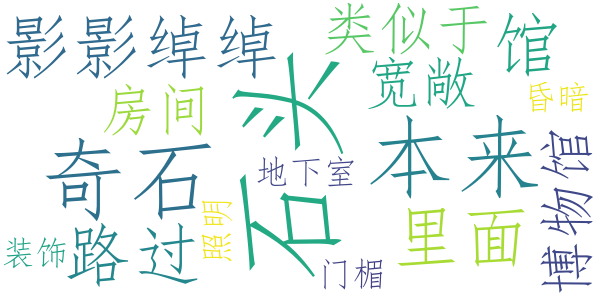 影影绰绰
类似于
馆
宽敞
昏暗
房间
石头
本来
奇石
地下室
博物馆
照明
里面
路过
装饰
门楣